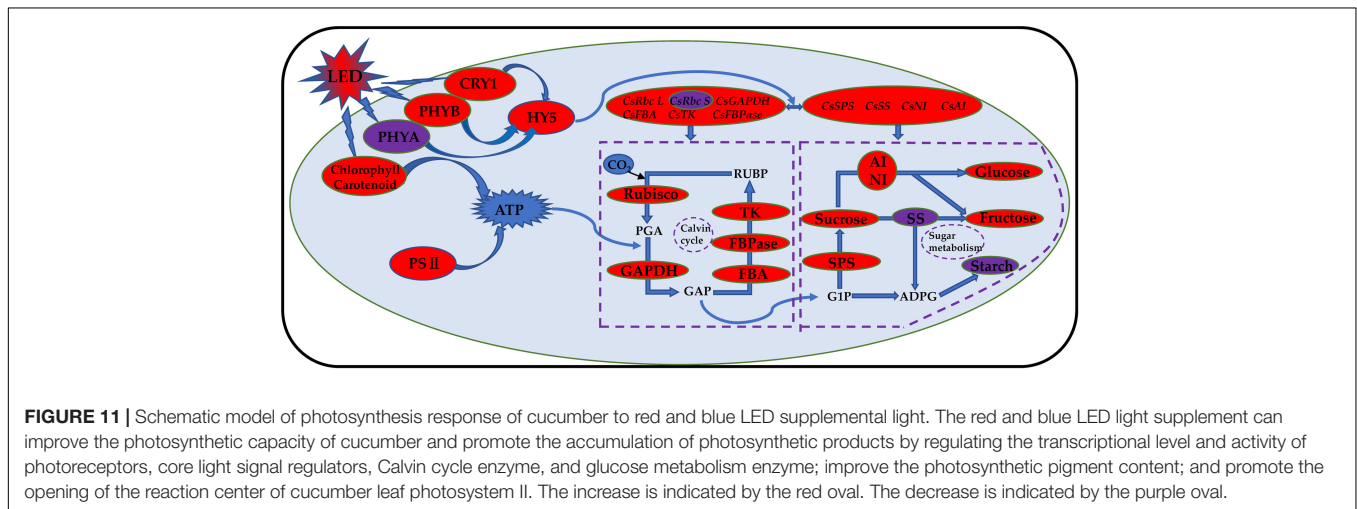 LED
CRY1
PHYB
PHYA
HY5
Chlorophyll
Carotenoid
ATP
PS II
CsRbc L CsRbc S CsGAPDH
CsFBA CsTK CsFBPase
CsSPS CsSS CsNI CsAI
CO2
Rubisco
PGA
GAPDH
GAP
RUBP
TK
FBPase
FBA
Calvin
cycle
AI
NI
Glucose
Sucrose
SS
Fructose
Sugar
metabolism
SPS
Starch
G1P
ADPG
FIGURE 11 | Schematic model of photosynthesis response of cucumber to red and blue LED supplemental light. The red and blue LED light supplement can
improve the photosynthetic capacity of cucumber and promote the accumulation of photosynthetic products by regulating the transcriptional level and activity of
photoreceptors, core light signal regulators, Calvin cycle enzyme, and glucose metabolism enzyme; improve the photosynthetic pigment content; and promote the
opening of the reaction center of cucumber leaf photosystem II. The increase is indicated by the red oval. The decrease is indicated by the purple oval.